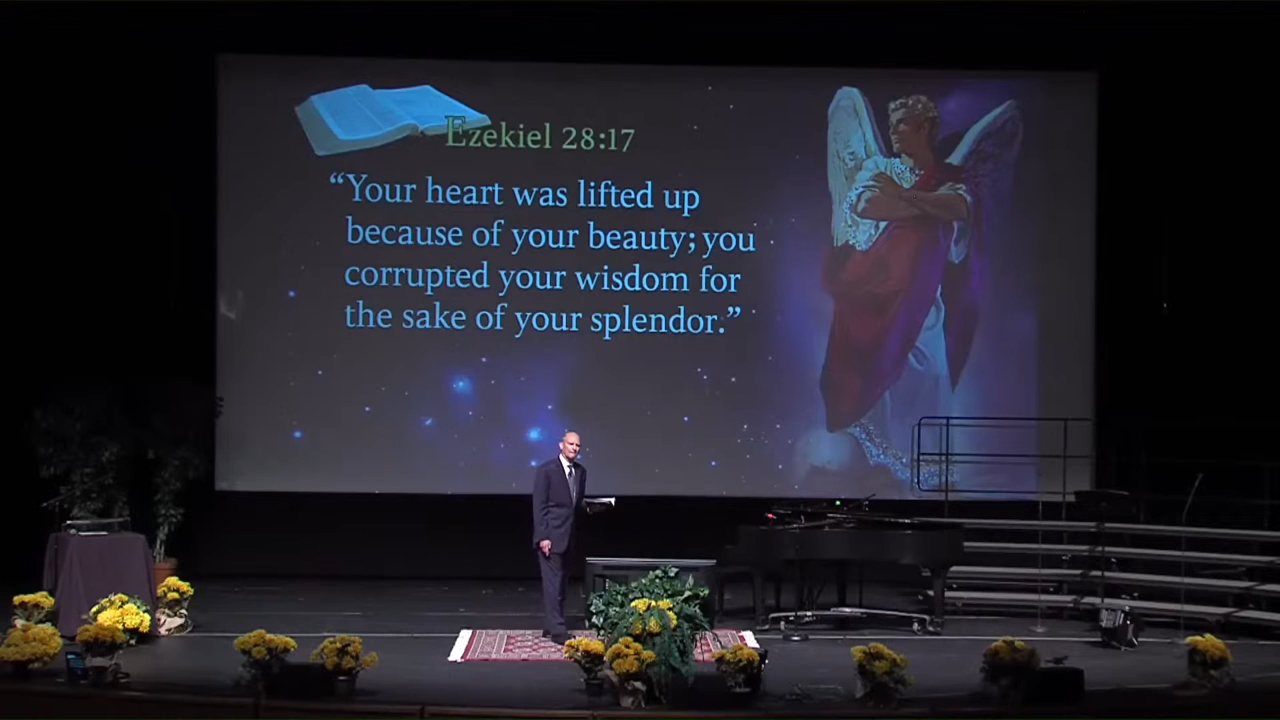 Ezekiel 28:17
“Your heart was lifted up
because of your beauty; you
corrupted your wisdom for
the sake of your splendor.”